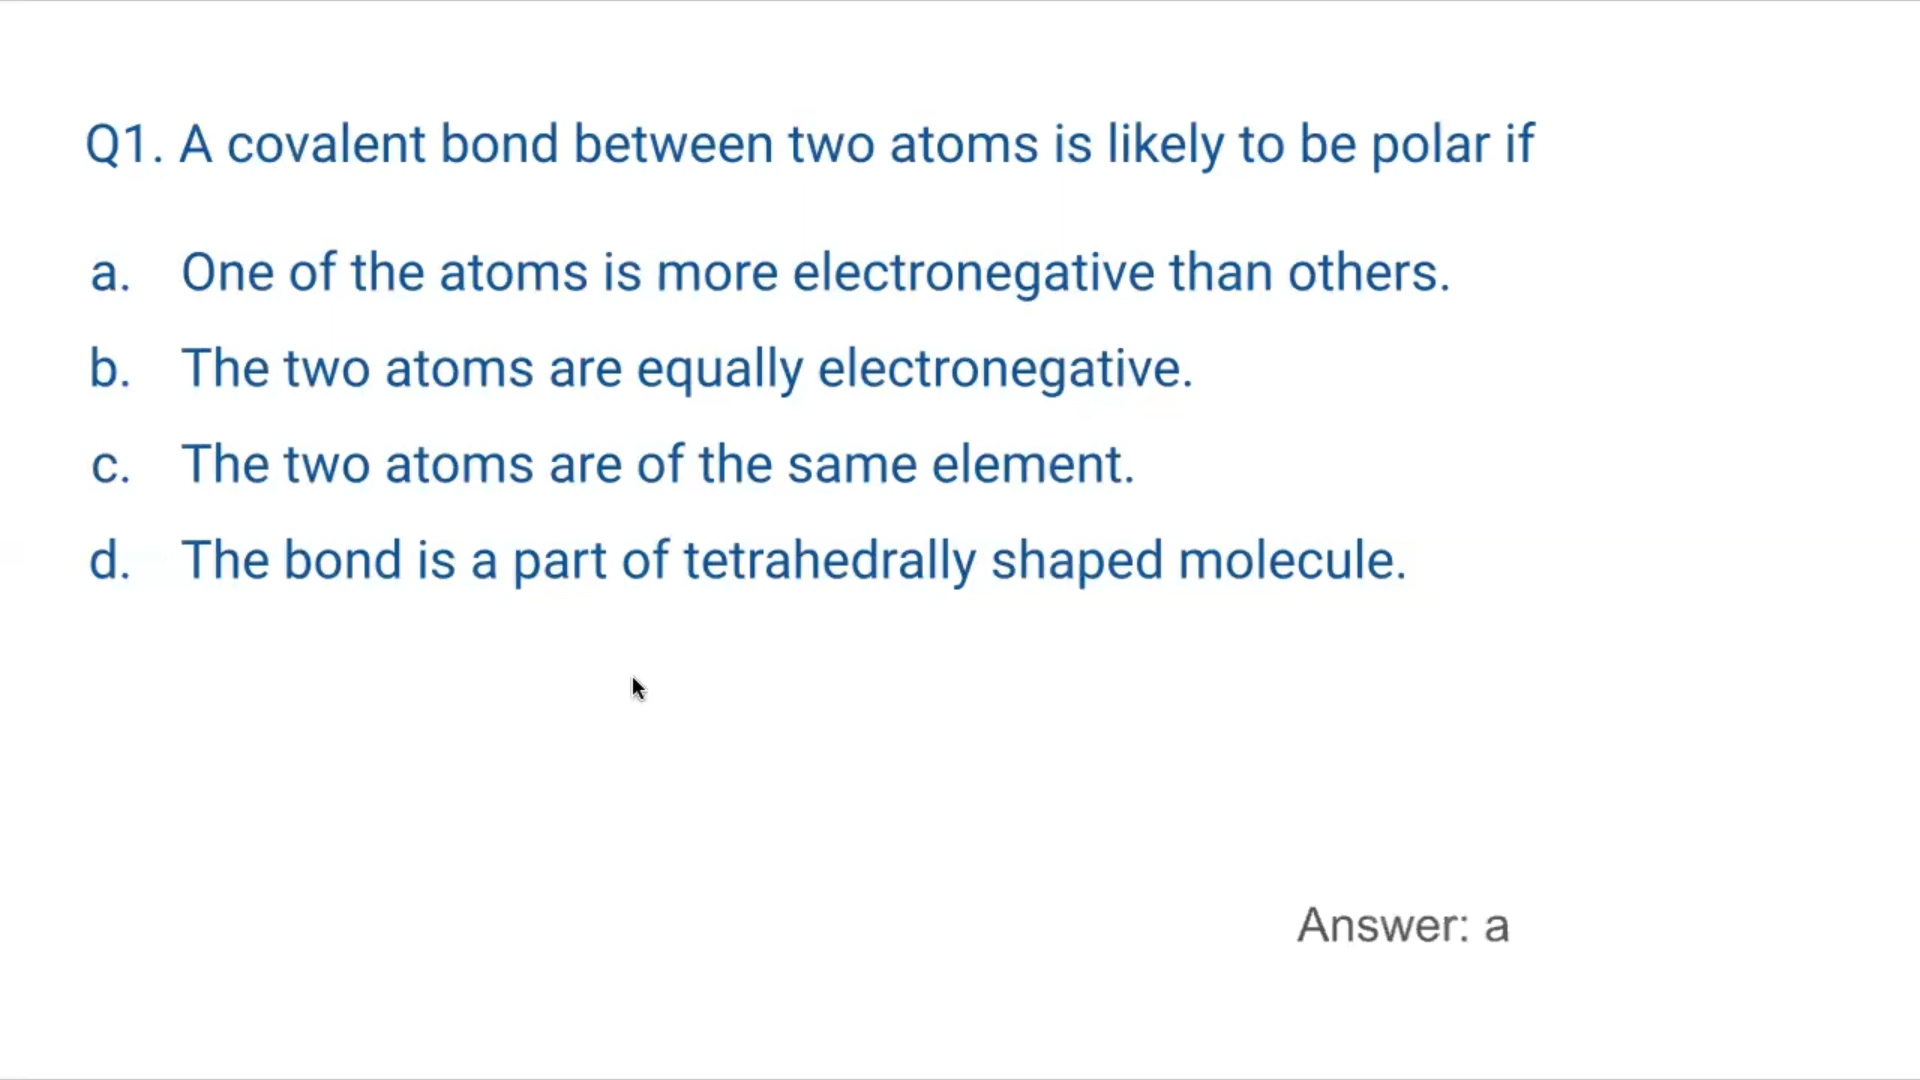 Q1. A covalent bond between two atoms is likely to be polar if
a. One of the atoms is more electronegative than others.
b. The two atoms are equally electronegative.
c. The two atoms are of the same element.
d. The bond is a part of tetrahedrally shaped molecule.
Answer: a